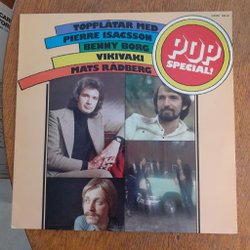 TOPPLÅTAR MED
PIERRE ISACSSON
BENNY BORG
VIKIVAKI
MATS RÅDBERG
POP
SPECIAL!